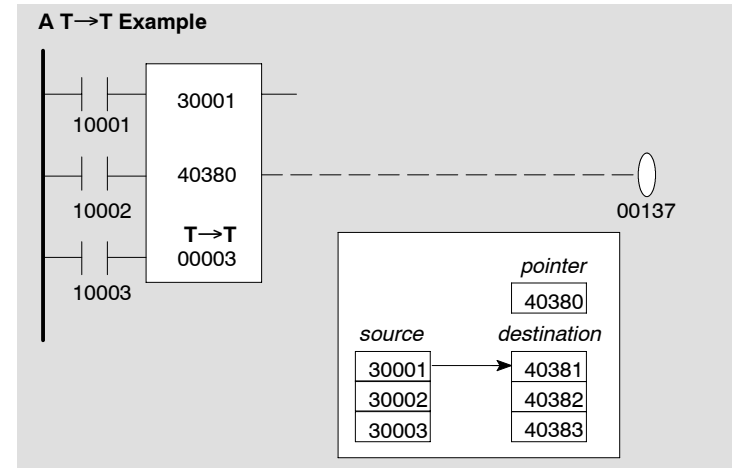 A T→T Example
30001
10001
40380
10002
00137
T→T
00003
10003
pointer
40380
source destination
30001 40381
30002 40382
30003 40383